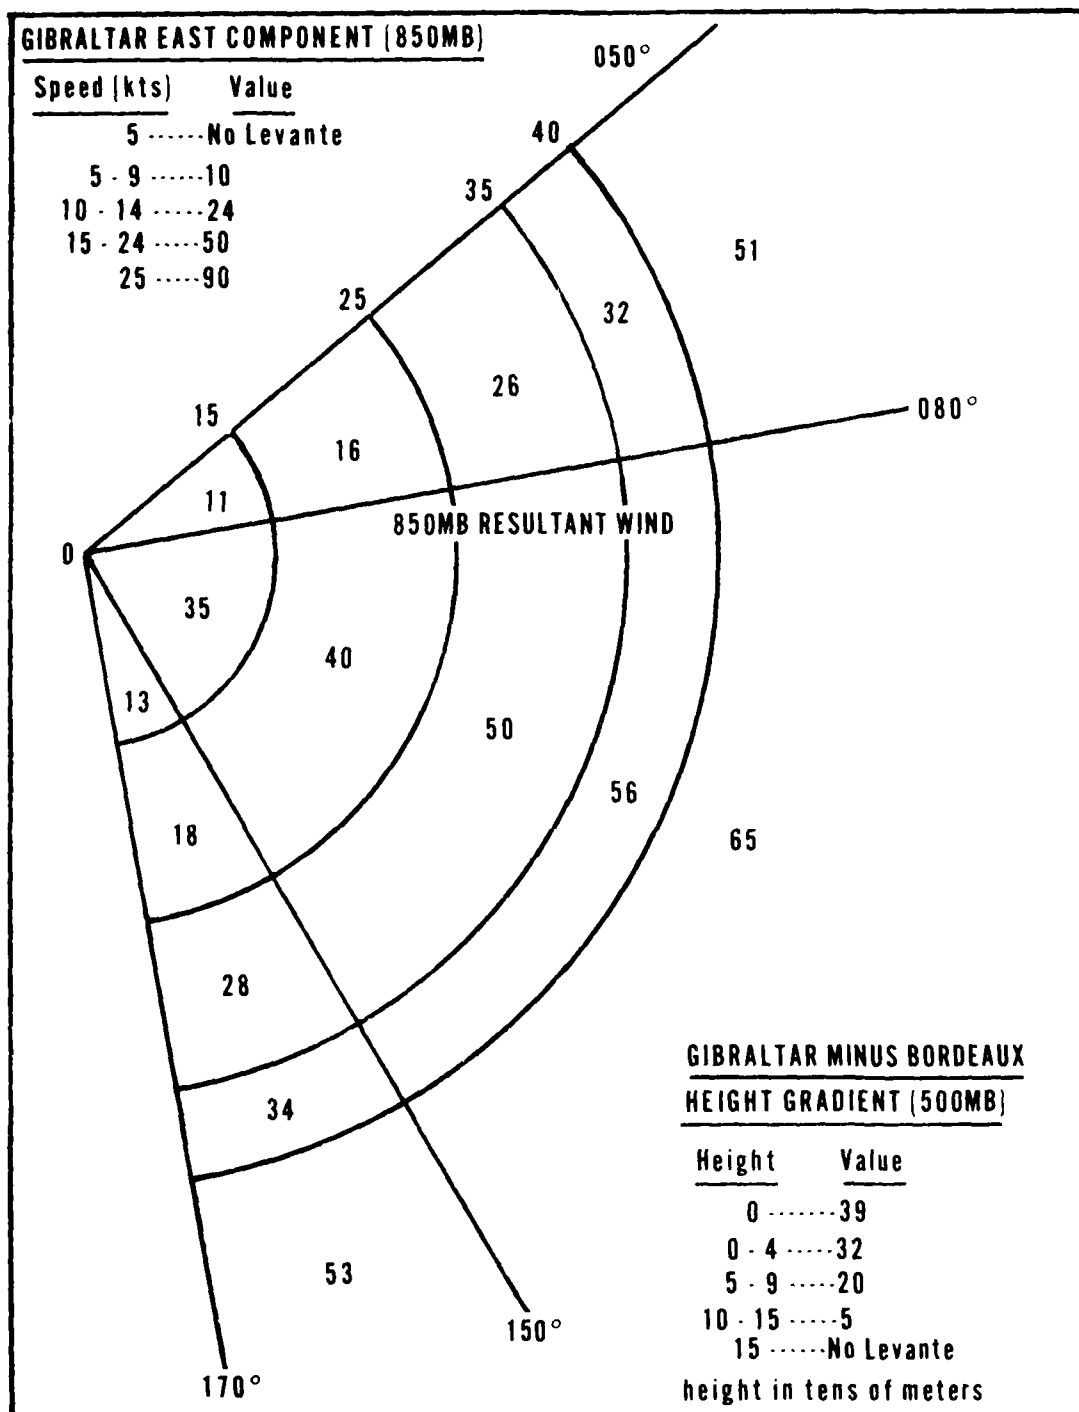 GIBRALTAR EAST COMPONENT (850MB)
Speed (kts) Value
5 ······No Levante
5 - 9 ······10
10 - 14 ·····24
15 - 24 ·····50
25 ·····90
050°
40
35
25
15
0
51
32
26
16
11
080°
850MB RESULTANT WIND
35
40
50
56
65
13
18
28
34
53
150°
170°
GIBRALTAR MINUS BORDEAUX
HEIGHT GRADIENT (500MB)
Height Value
0 ·······39
0 - 4 ·····32
5 - 9 ·····20
10 - 15 ·····5
15 ······No Levante
height in tens of meters